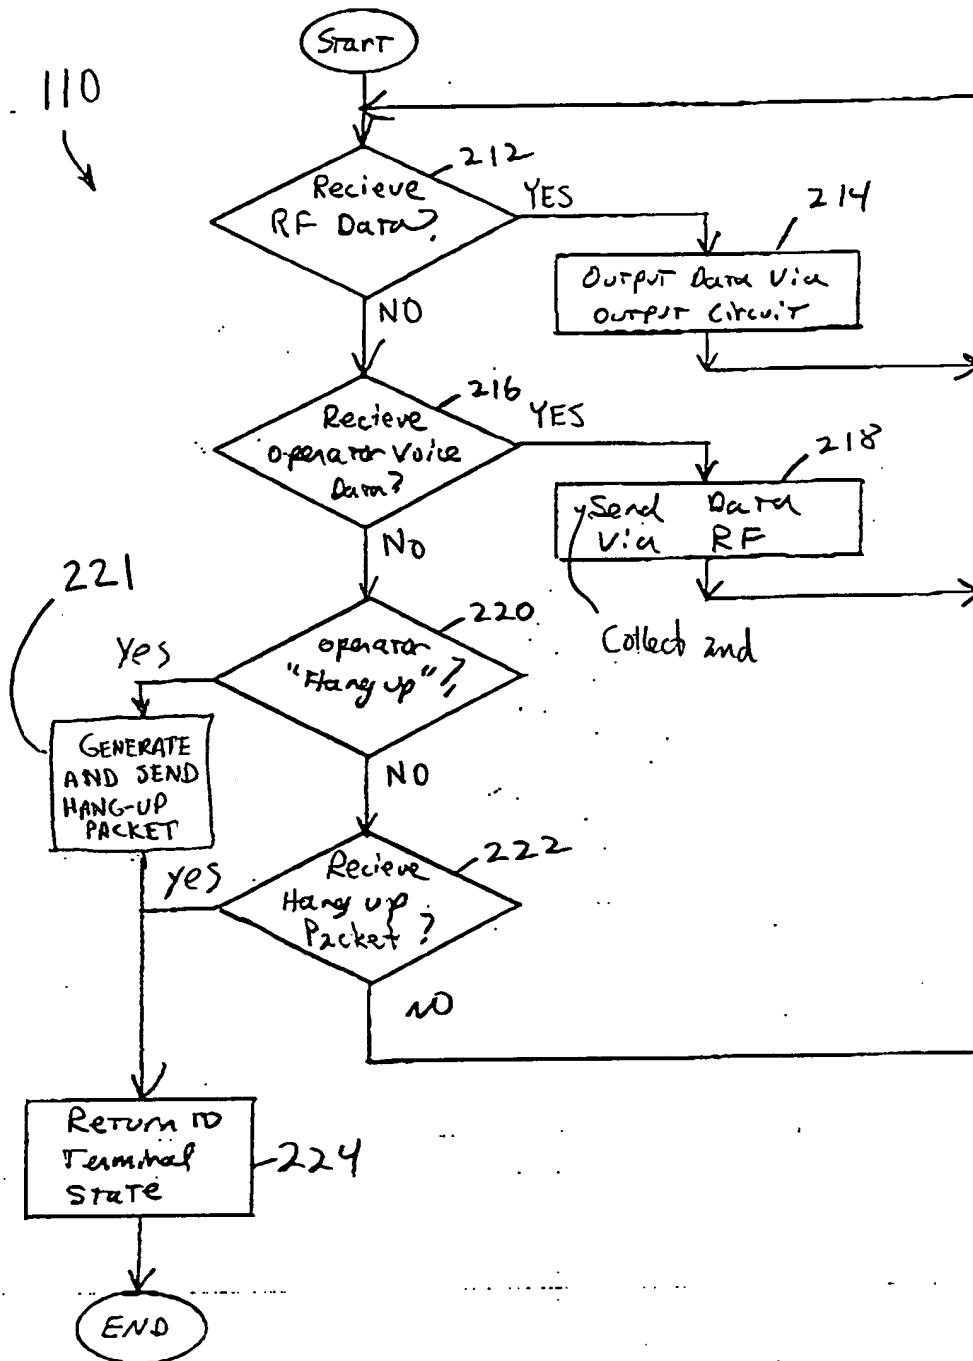 Start
110
212
Recieve
RF Data?
YES
214
Output Data Via
Output Circuit
NO
216
Recieve
Operator Voice
Data?
YES
218
Send Data
Via RF
Collect and
No
221
220
operator
"Hang up"?
Yes
GENERATE
AND SEND
HANG-UP
PACKET
NO
222
Recieve
Hang up
Packet?
yes
NO
Return to
Terminal
State
224
END